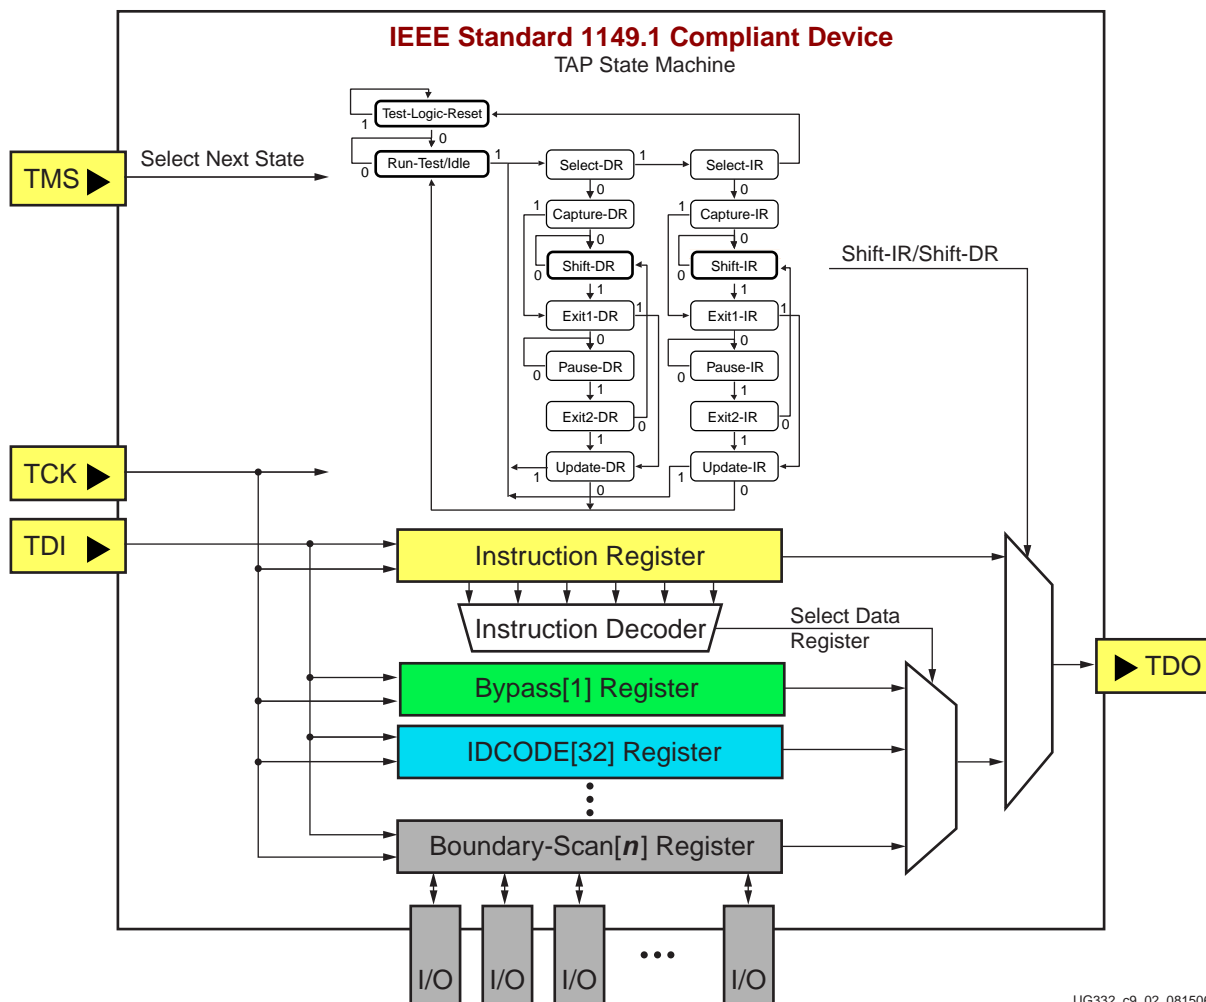 IEEE Standard 1149.1 Compliant Device
TAP State Machine
Test-Logic-Reset
1
0
TMS
Select Next State
Run-Test/Idle
1
0
Select-DR
1
Select-IR
0
0
1
Capture-DR
1
Capture-IR
0
0
Shift-DR
0
Shift-IR
0
Shift-IR/Shift-DR
1
1
Exit1-DR
1
Exit1-IR
1
0
0
Pause-DR
0
Pause-IR
0
1
1
Exit2-DR
0
Exit2-IR
0
1
1
TCK
Update-DR
1
Update-IR
1
0
0
TDI
Instruction Register
Instruction Decoder
Select Data
Register
TDO
Bypass[1] Register
IDCODE[32] Register
Boundary-Scan[n] Register
I/O
I/O
I/O
I/O
UG332_c9_02_081506